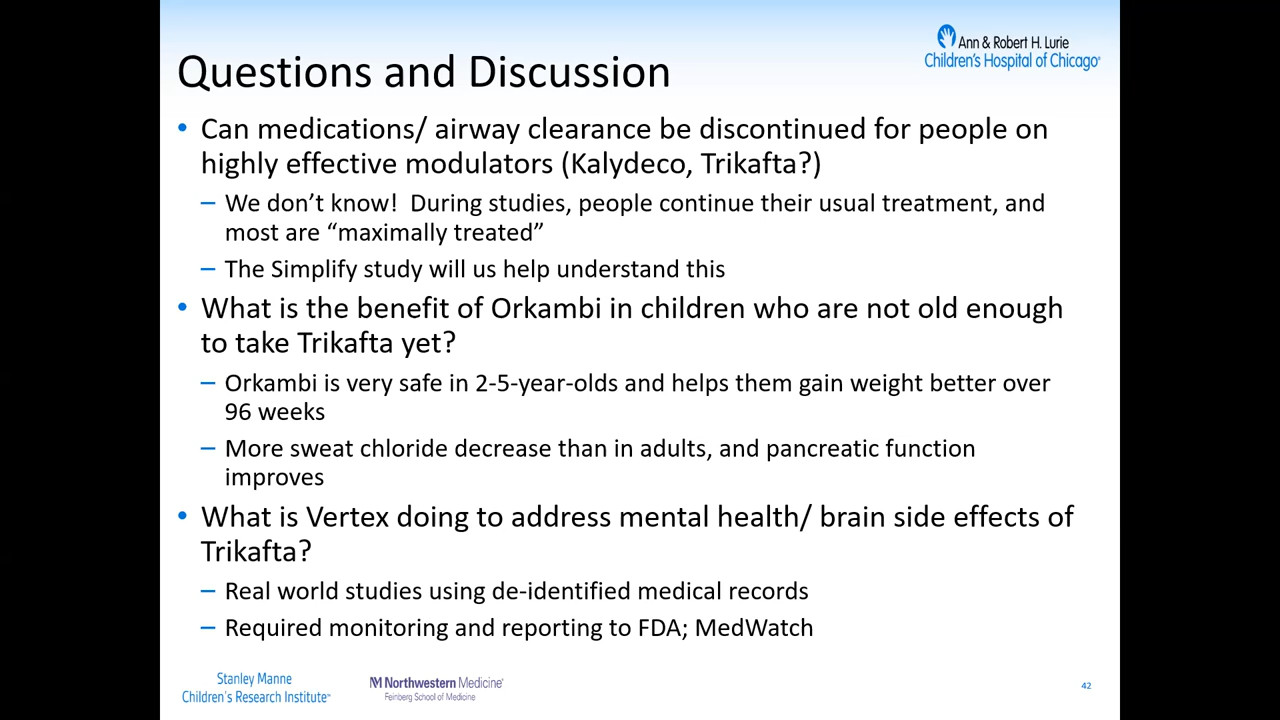 Ann & Robert H. Lurie
Children's Hospital of Chicago®
Questions and Discussion
• Can medications/ airway clearance be discontinued for people on
highly effective modulators (Kalydeco, Trikafta?)
– We don’t know!  During studies, people continue their usual treatment, and
most are “maximally treated”
– The Simplify study will us help understand this
• What is the benefit of Orkambi in children who are not old enough
to take Trikafta yet?
– Orkambi is very safe in 2-5-year-olds and helps them gain weight better over
96 weeks
– More sweat chloride decrease than in adults, and pancreatic function
improves
• What is Vertex doing to address mental health/ brain side effects of
Trikafta?
– Real world studies using de-identified medical records
– Required monitoring and reporting to FDA; MedWatch
Stanley Manne
Children's Research Institute™
M Northwestern Medicine®
Feinberg School of Medicine
42